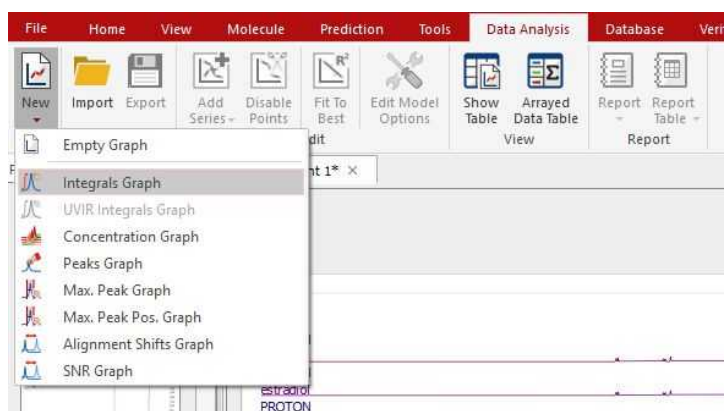 File Home View Molecule Prediction Tools Data Analysis Database Veri
New Import Export Add Series Disable Points Fit To Best R² Edit Model Options Show Table Arrayed Data Table Report Report Table
dit View Report
Empty Graph
nt 1*
Integrals Graph
UVIR Integrals Graph
Concentration Graph
Peaks Graph
Max. Peak Graph
Max. Peak Pos. Graph
Alignment Shifts Graph
SNR Graph
estradiol
PROTON